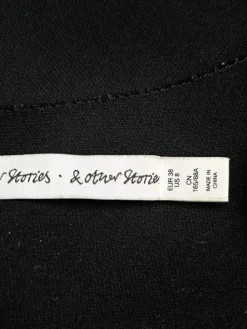 r Stories · & Other Storie
EUR 38
US 8
CN
165/88A
MADE IN
CHINA